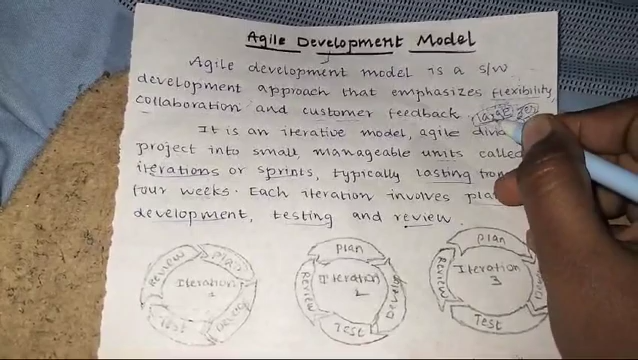 Agile Development Model
Agile development model is a s/w
development approach that emphasizes flexibility,
collaboration and customer feedback
It is an iterative model, agile
project into small, manageable units called
iterations or sprints, typically lasting
four weeks. Each iteration involves
development, testing and review.
Iteration
Plan
Develop
Test
Review
Iteration
Plan
Develop
Test
Review
Iteration 3
Plan
Test
Review